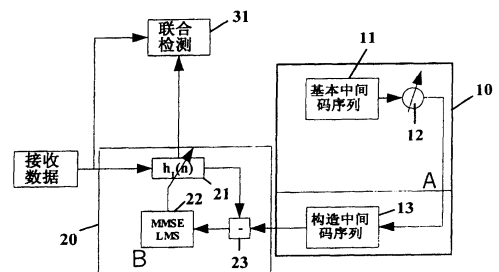 联合
检测
31
11
基本中间
码序列
10
12
接收
数据
h₁(n)
21
A
22
构造中间
码序列
13
20
MMSE
LMS
-
B
23